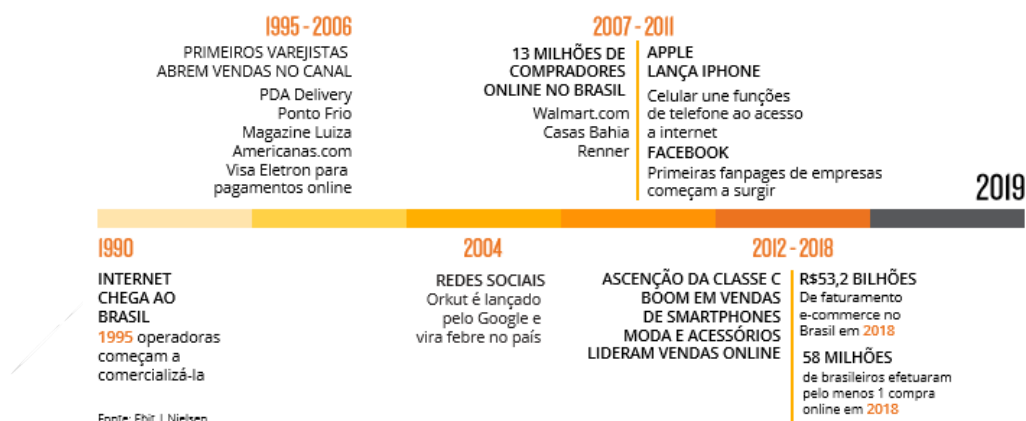 1995 - 2006
PRIMEIROS VAREJISTAS
ABREM VENDAS NO CANAL
PDA Delivery
Ponto Frio
Magazine Luiza
Americanas.com
Visa Eletron para
pagamentos online
2007 - 2011
13 MILHÕES DE
COMPRADORES
ONLINE NO BRASIL
Walmart.com
Casas Bahia
Renner
APPLE
LANÇA IPHONE
Celular une funções
de telefone ao acesso
a internet
FACEBOOK
Primeiras fanpages de empresas
começam a surgir
2019
1990
INTERNET
CHEGA AO
BRASIL
1995 operadoras
começam a
comercializá-la
2004
REDES SOCIAIS
Orkut é lançado
pelo Google e
vira febre no país
2012 - 2018
ASCENÇÃO DA CLASSE C
BOOM EM VENDAS
DE SMARTPHONES
MODA E ACESSÓRIOS
LIDERAM VENDAS ONLINE
R$53,2 BILHÕES
De faturamento
e-commerce no
Brasil em 2018
58 MILHÕES
de brasileiros efetuaram
pelo menos 1 compra
online em 2018
Fonte: Ebit | Nielsen